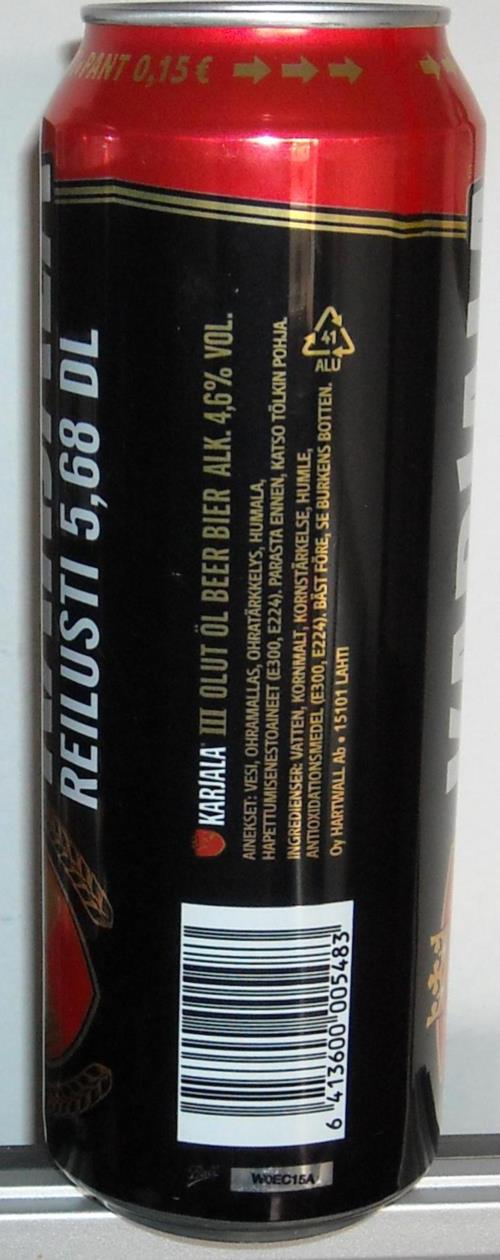 PANT 0,15 €
REILUSTI 5,68 DL
KARJALA III OLUT ÖL BEER BIER ALK. 4,6% VOL.
AINEKSET: VESI, OHRAMALLAS, OHRATÄRKKELYS, HUMALA,
HAPETTUMISENESTOAINEET (E300, E224). PARASTA ENNEN, KATSO TÖLKIN POHJA.
INGREDIENSER: VATTEN, KORNMALT, KORNSTÄRKELSE, HUMLE,
ANTIOXIDATIONSMEDEL (E300, E224). BÄST FÖRE, SE BURKENS BOTTEN.
Oy HARTWALL Ab • 15101 LAHTI
41
ALU
6 413600 005483
Ball
W0EC15A